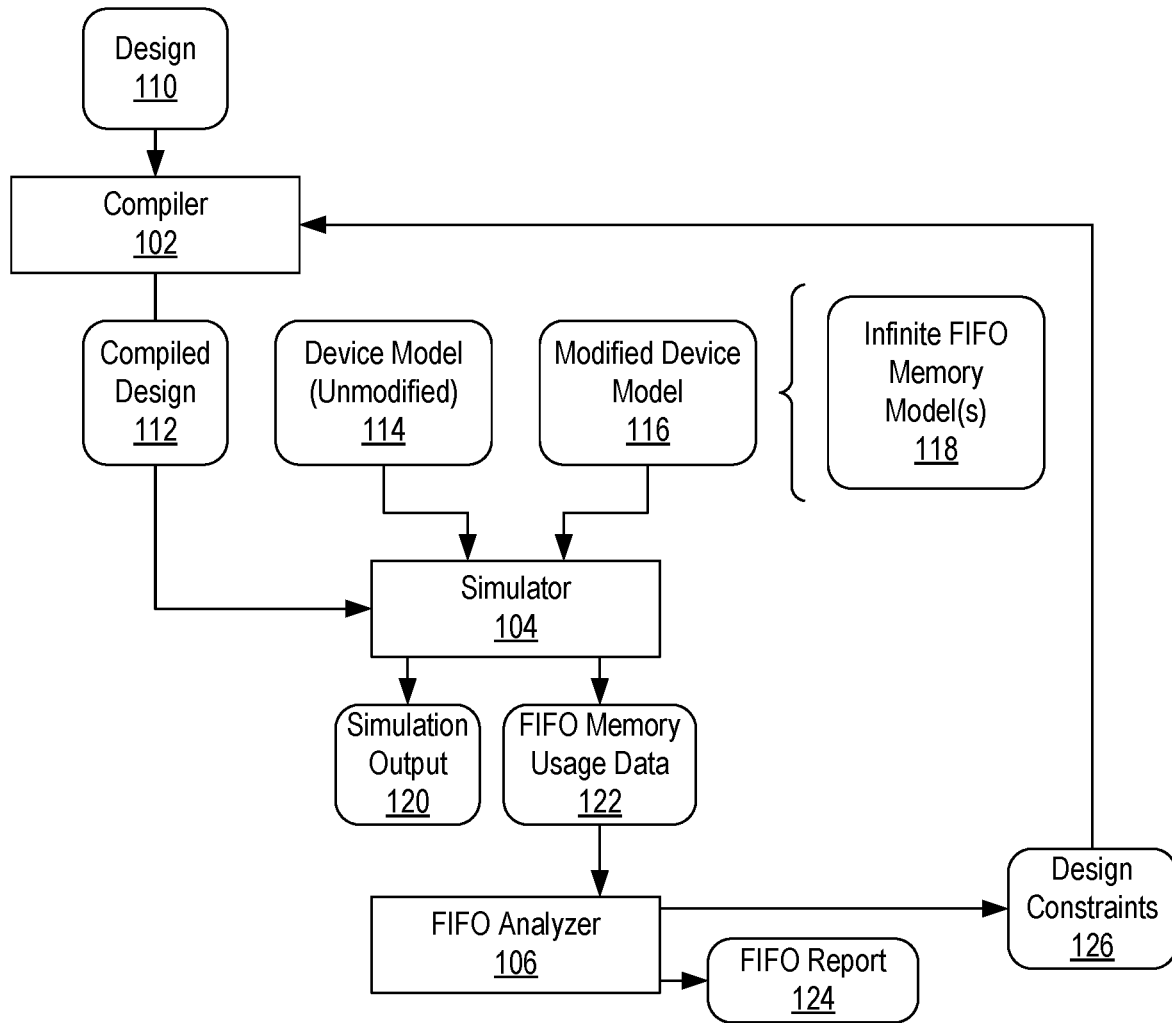 Design
110
Compiler
102
Compiled
Design
112
Device Model
(Unmodified)
114
Modified Device
Model
116
Infinite FIFO
Memory
Model(s)
118
Simulator
104
Simulation
Output
120
FIFO Memory
Usage Data
122
FIFO Analyzer
106
FIFO Report
124
Design
Constraints
126